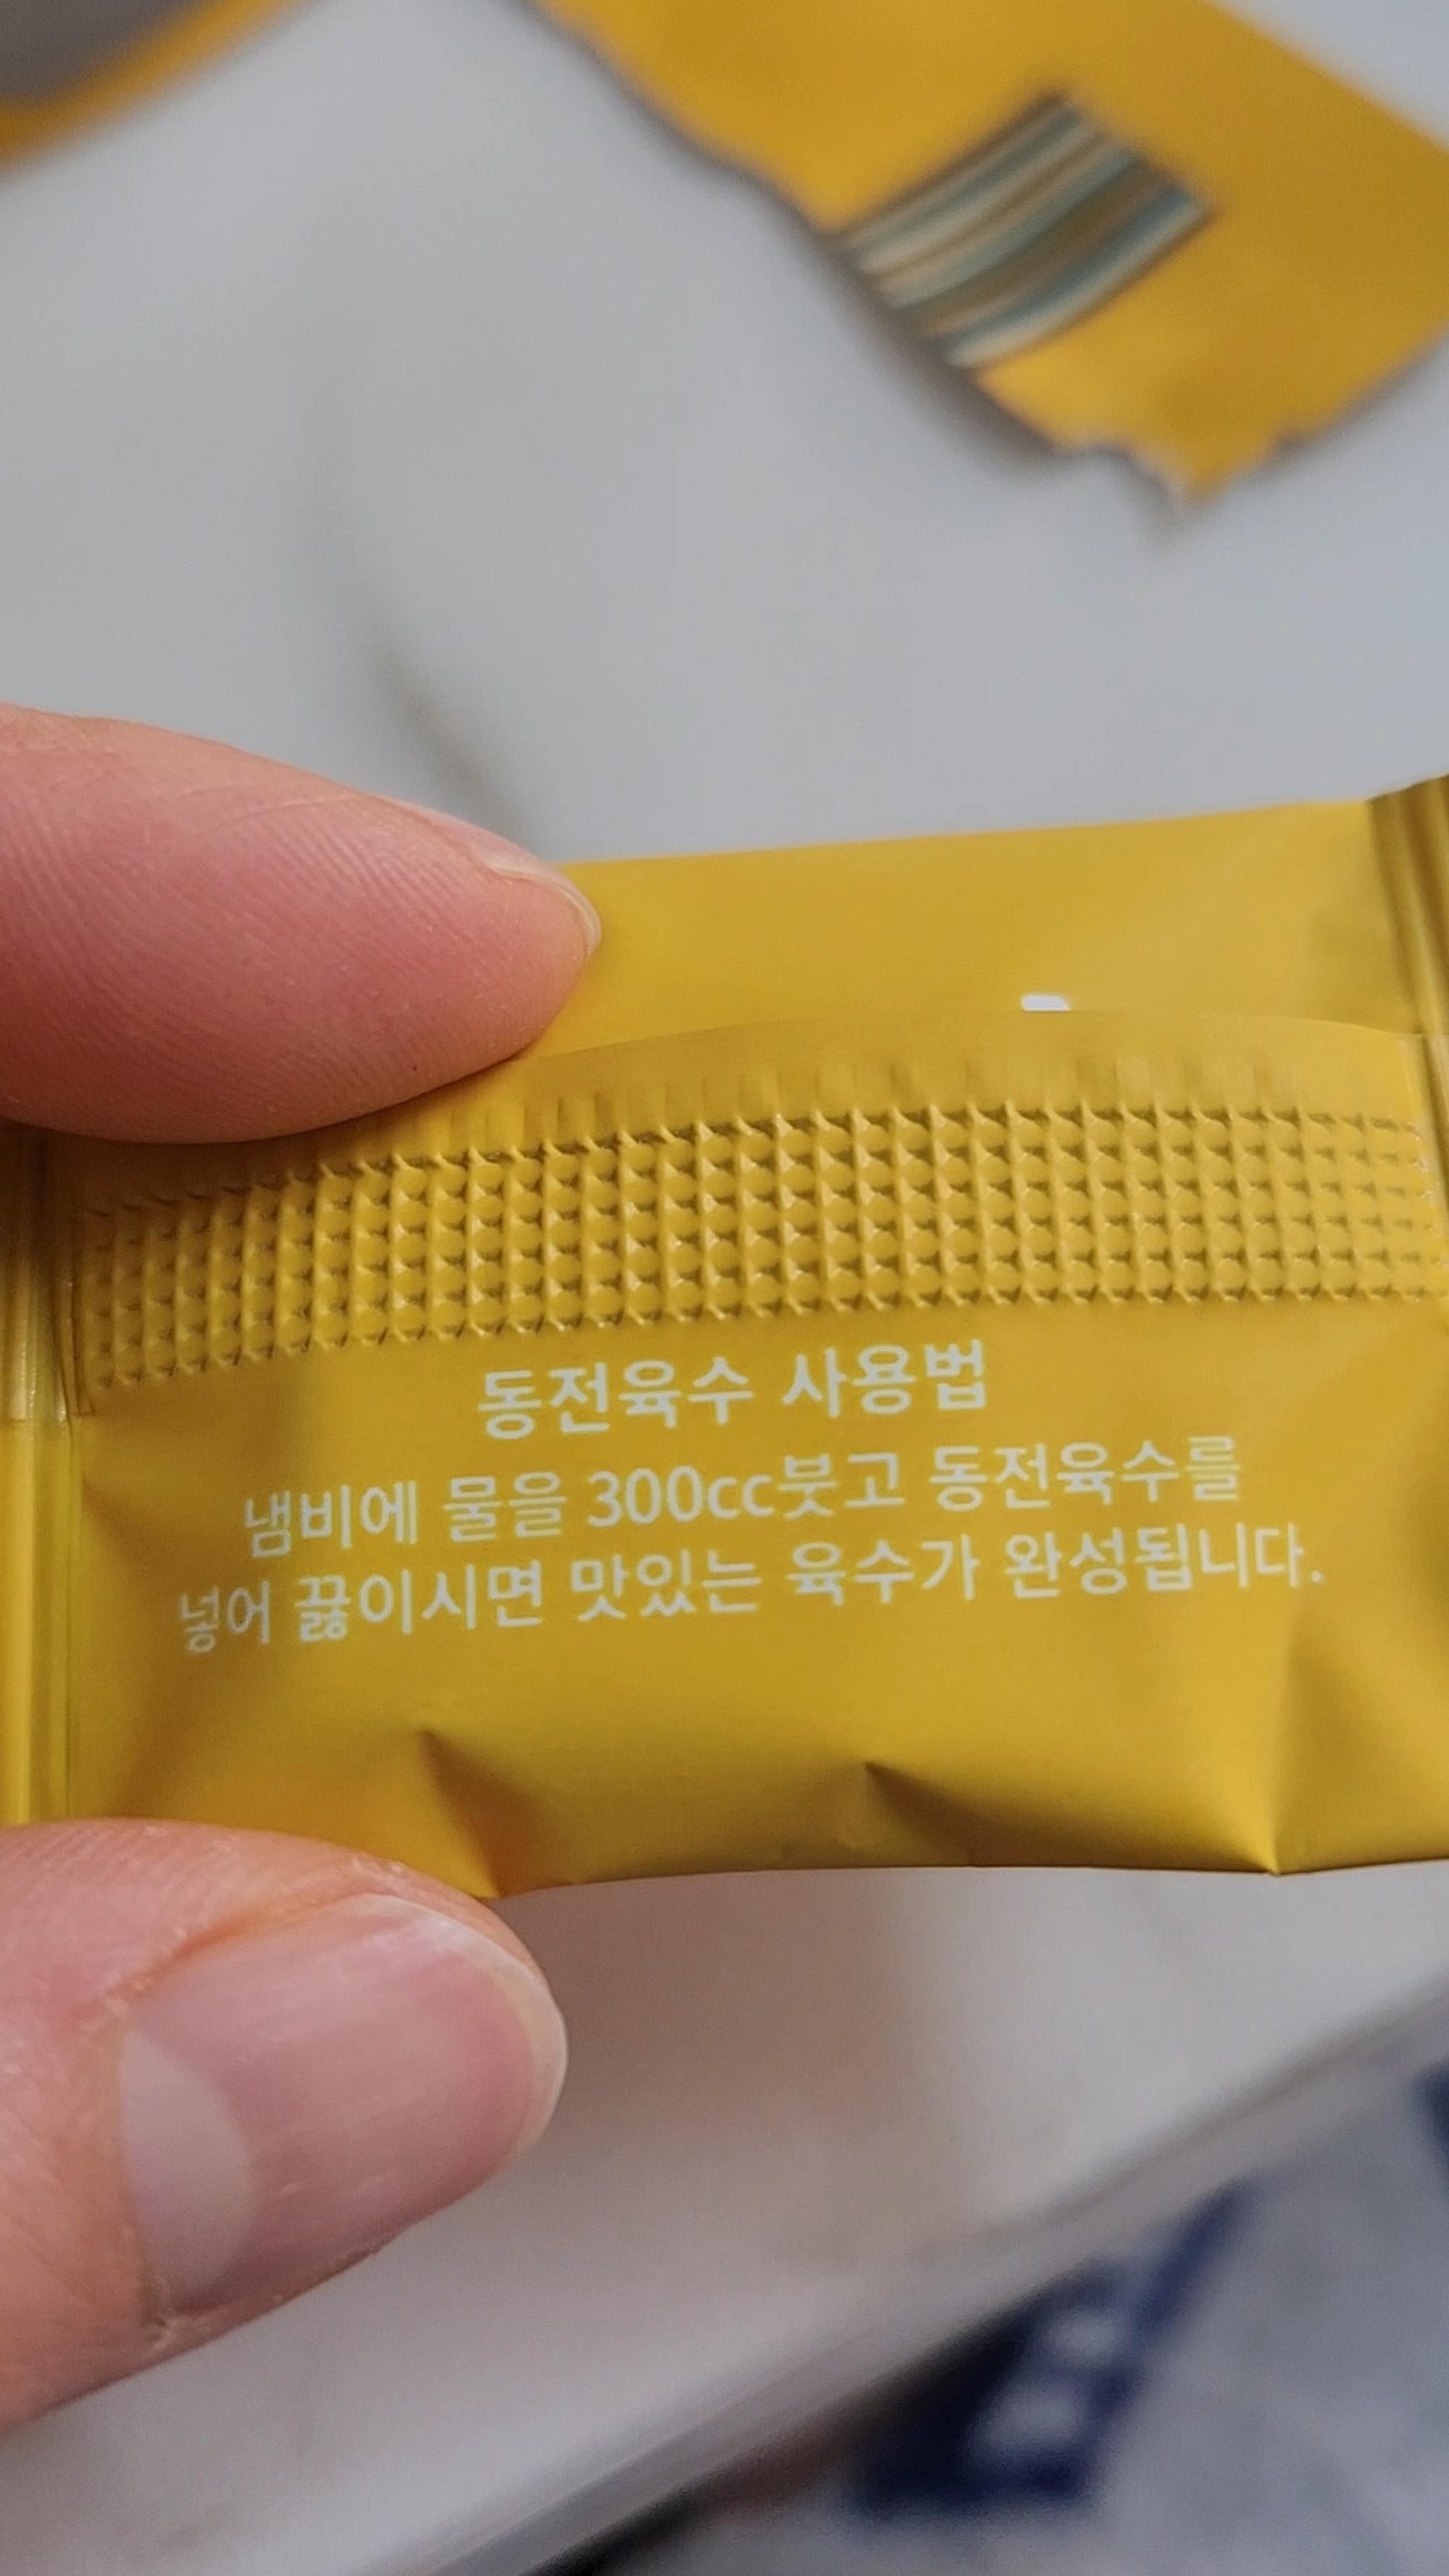 동전육수 사용법
냄비에 물을 300cc붓고 동전육수를
넣어 끓이시면 맛있는 육수가 완성됩니다.